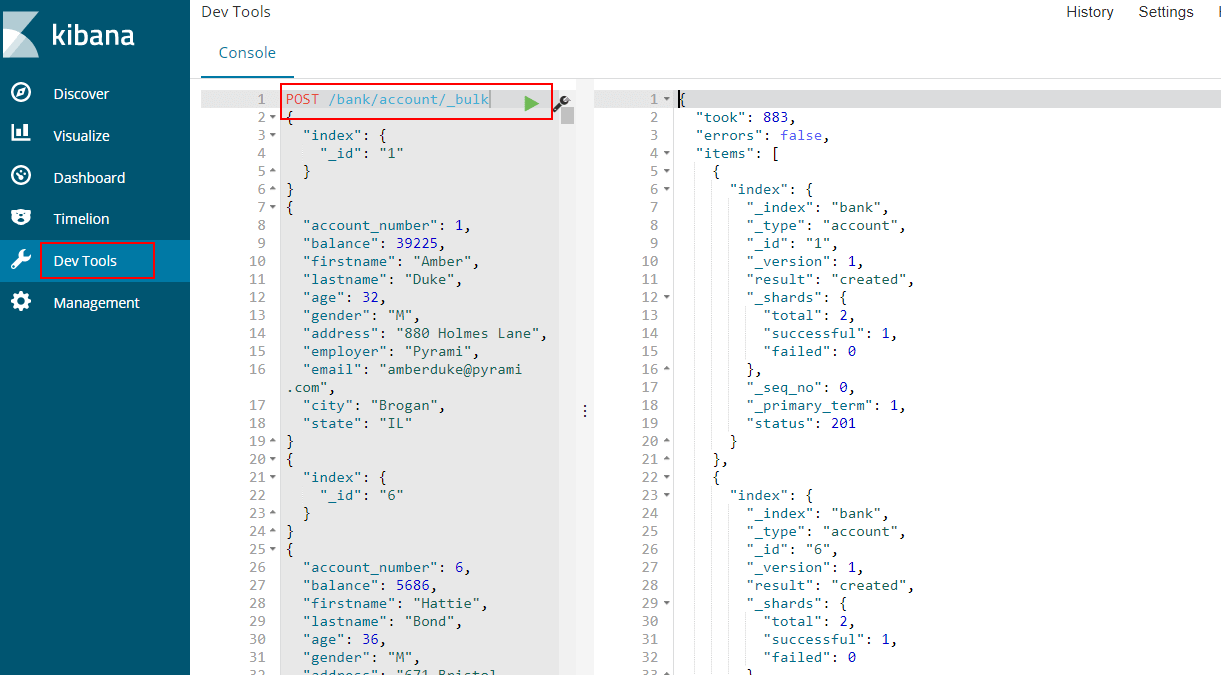 kibana
Discover
Visualize
Dashboard
Timelion
Dev Tools
Management
Dev Tools
History
Settings
Console
1 POST /bank/account/_bulk
2 {
3 "index": {
4 "_id": "1"
5 }
6 }
7 {
8 "account_number": 1,
9 "balance": 39225,
10 "firstname": "Amber",
11 "lastname": "Duke",
12 "age": 32,
13 "gender": "M",
14 "address": "880 Holmes Lane",
15 "employer": "Pyrami",
16 "email": "amberduke@pyrami
.com",
17 "city": "Brogan",
18 "state": "IL"
19 }
20 {
21 "index": {
22 "_id": "6"
23 }
24 }
25 {
26 "account_number": 6,
27 "balance": 5686,
28 "firstname": "Hattie",
29 "lastname": "Bond",
30 "age": 36,
31 "gender": "M",
32 "address": "671 Bristol
1 {
2 "took": 883,
3 "errors": false,
4 "items": [
5 {
6 "index": {
7 "_index": "bank",
8 "_type": "account",
9 "_id": "1",
10 "_version": 1,
11 "result": "created",
12 "_shards": {
13 "total": 2,
14 "successful": 1,
15 "failed": 0
16 },
17 "_seq_no": 0,
18 "_primary_term": 1,
19 "status": 201
20 }
21 },
22 {
23 "index": {
24 "_index": "bank",
25 "_type": "account",
26 "_id": "6",
27 "_version": 1,
28 "result": "created",
29 "_shards": {
30 "total": 2,
31 "successful": 1,
32 "failed": 0
33 }